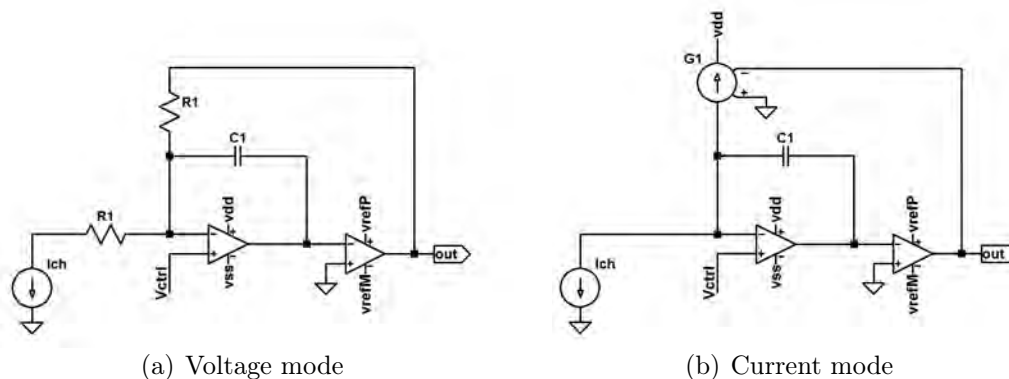 R1
C1
R1
Ich
Vctrl
vdd
vss
vrefP
vrefM
out
(a) Voltage mode
vdd
G1
C1
Ich
Vctrl
vdd
vss
vrefP
vrefM
out
(b) Current mode